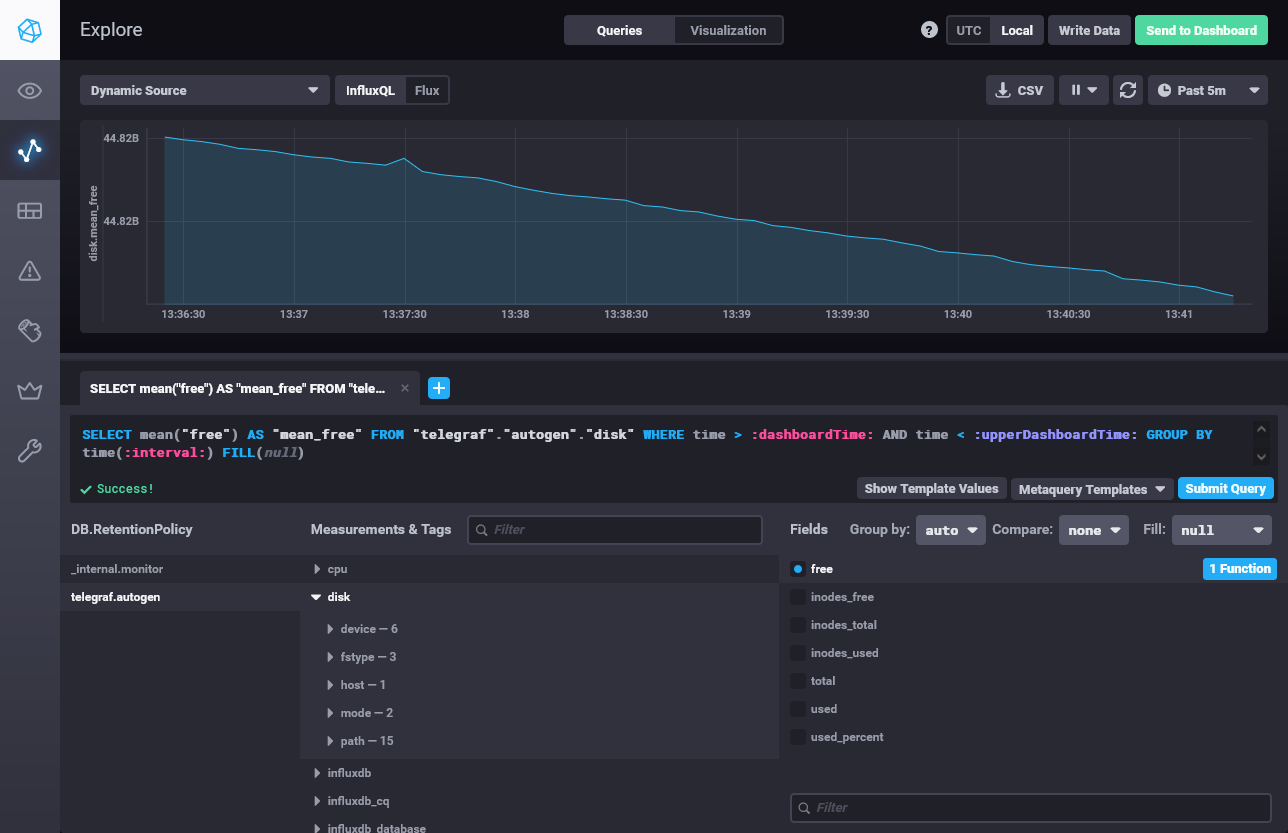 Explore
Queries
Visualization
?
UTC
Local
Write Data
Send to Dashboard
Dynamic Source
InfluxQL
Flux
CSV
Past 5m
disk.mean_free
44.82B
44.82B
13:36:30
13:37
13:37:30
13:38
13:38:30
13:39
13:39:30
13:40
13:40:30
13:41
SELECT mean("free") AS "mean_free" FROM "tele...
SELECT mean("free") AS "mean_free" FROM "telegraf"."autogen"."disk" WHERE time > :dashboardTime: AND time < :upperDashboardTime: GROUP BY
time(:interval:) FILL(null)
Success!
Show Template Values
Metaquery Templates
Submit Query
DB.RetentionPolicy
_internal.monitor
telegraf.autogen
Measurements & Tags
Filter
cpu
disk
device — 6
fstype — 3
host — 1
mode — 2
path — 15
influxdb
influxdb_cq
influxdb_database
Fields
Group by: auto
Compare: none
Fill: null
free
1 Function
inodes_free
inodes_total
inodes_used
total
used
used_percent
Filter